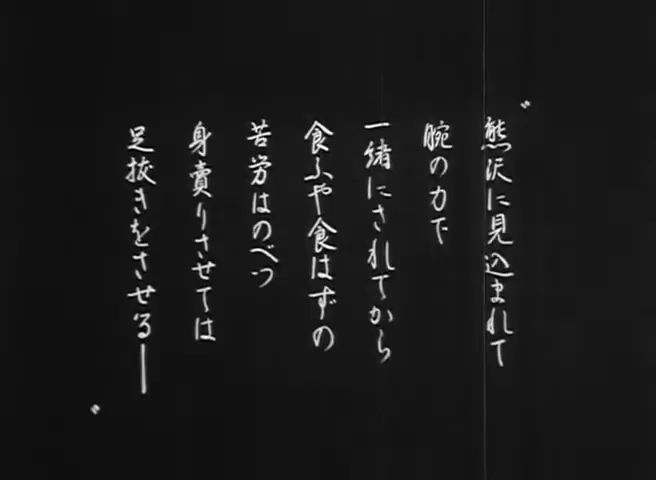 〝熊沢に見込まれて
腕の力で
一緒にされてから
食ふや食はずの
苦労はのべつ
身賣りさせては
足抜きをさせる―〟